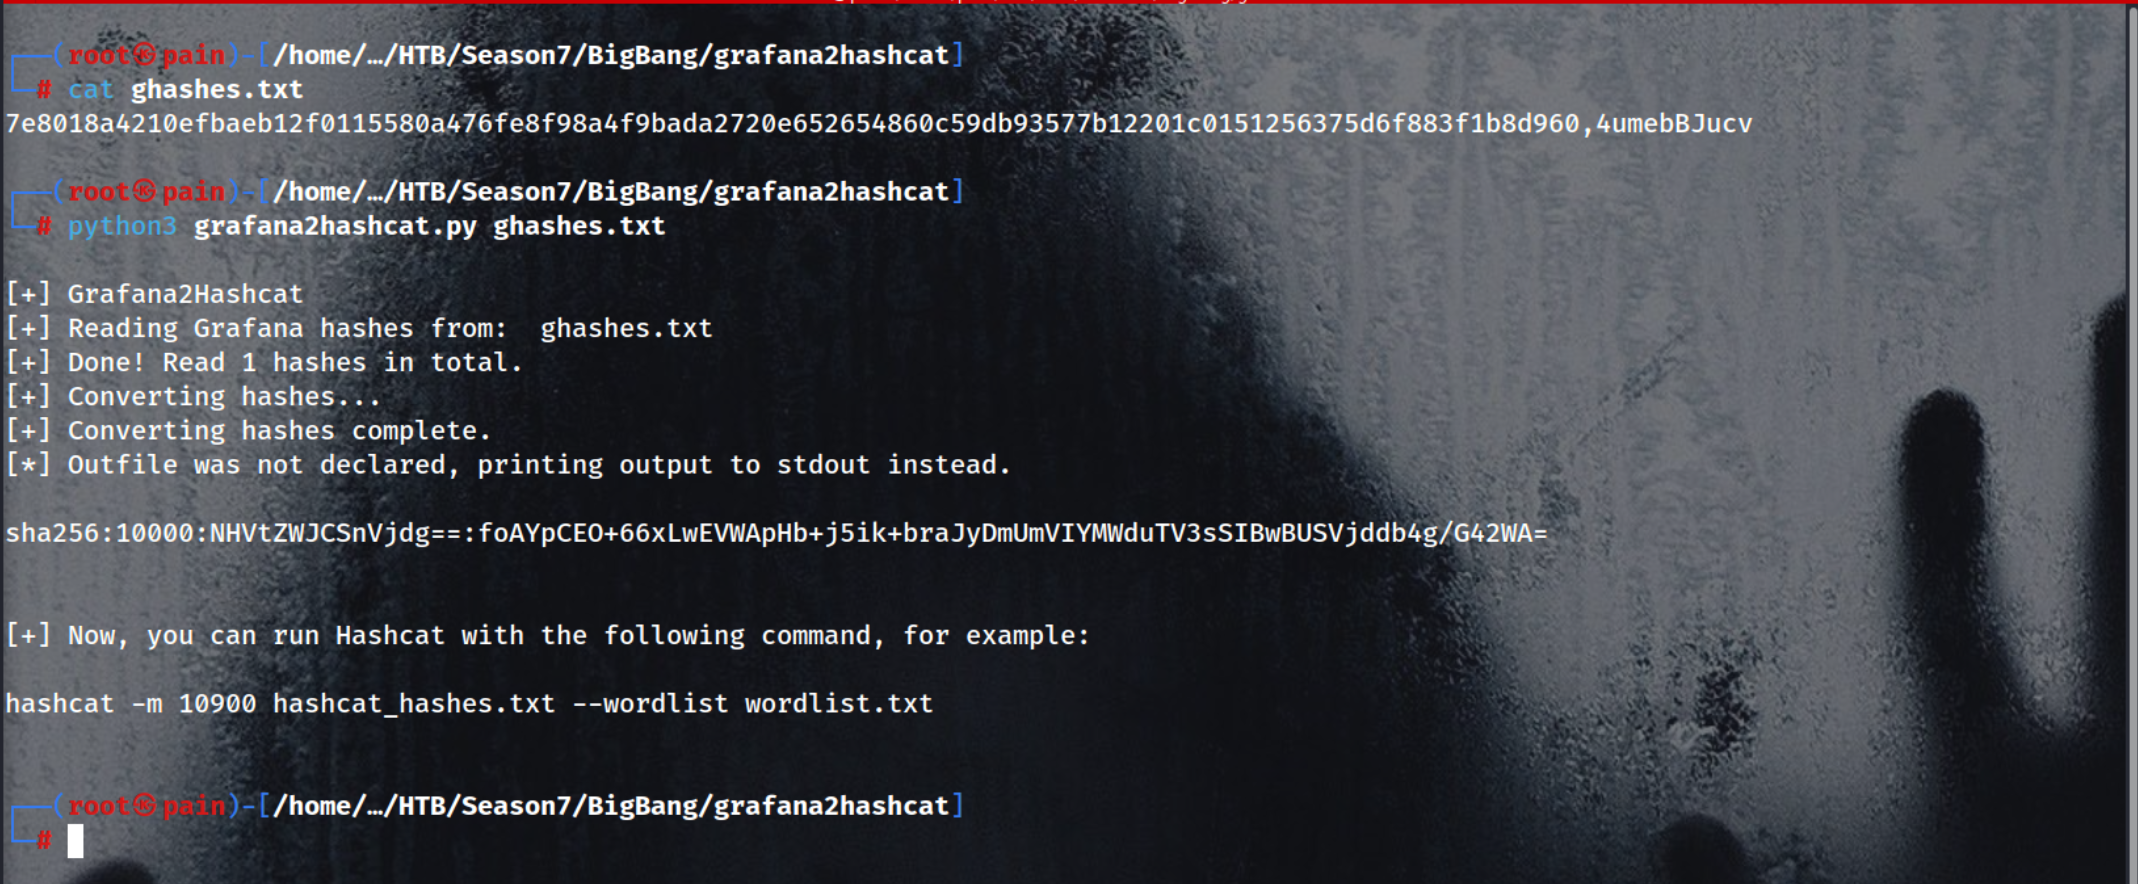 ┌──(root㉿pain)-[/home/…/HTB/Season7/BigBang/grafana2hashcat]
└─# cat ghashes.txt
7e8018a4210efbaeb12f0115580a476fe8f98a4f9bada2720e652654860c59db93577b12201c0151256375d6f883f1b8d960,4umebBJucv
┌──(root㉿pain)-[/home/…/HTB/Season7/BigBang/grafana2hashcat]
└─# python3 grafana2hashcat.py ghashes.txt
[+] Grafana2Hashcat
[+] Reading Grafana hashes from:  ghashes.txt
[+] Done! Read 1 hashes in total.
[+] Converting hashes...
[+] Converting hashes complete.
[*] Outfile was not declared, printing output to stdout instead.
sha256:10000:NHVtZWJCSnVjdg==:foAYpCEO+66xLwEVWApHb+j5ik+braJyDmUmVIYMWduTV3sSIBwBUSVjddb4g/G42WA=
[+] Now, you can run Hashcat with the following command, for example:
hashcat -m 10900 hashcat_hashes.txt --wordlist wordlist.txt
┌──(root㉿pain)-[/home/…/HTB/Season7/BigBang/grafana2hashcat]
└─#